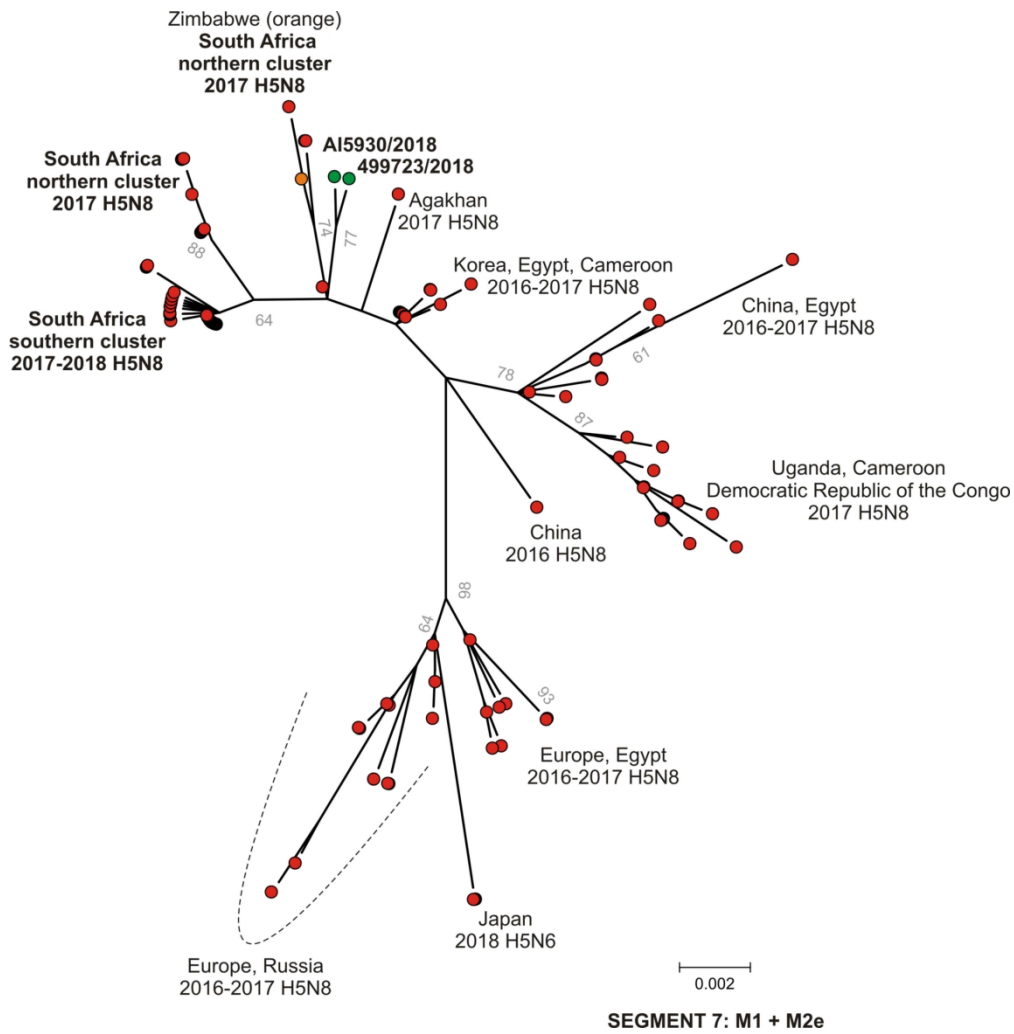 Zimbabwe (orange)
South Africa
northern cluster
2017 H5N8
AI5930/2018
499723/2018
South Africa
northern cluster
2017 H5N8
Agakhan
2017 H5N8
74
77
88
Korea, Egypt, Cameroon
2016-2017 H5N8
China, Egypt
2016-2017 H5N8
64
South Africa
southern cluster
2017-2018 H5N8
61
78
87
Uganda, Cameroon
Democratic Republic of the Congo
2017 H5N8
China
2016 H5N8
98
64
93
Europe, Egypt
2016-2017 H5N8
Japan
2018 H5N6
Europe, Russia
2016-2017 H5N8
0.002
SEGMENT 7: M1 + M2e